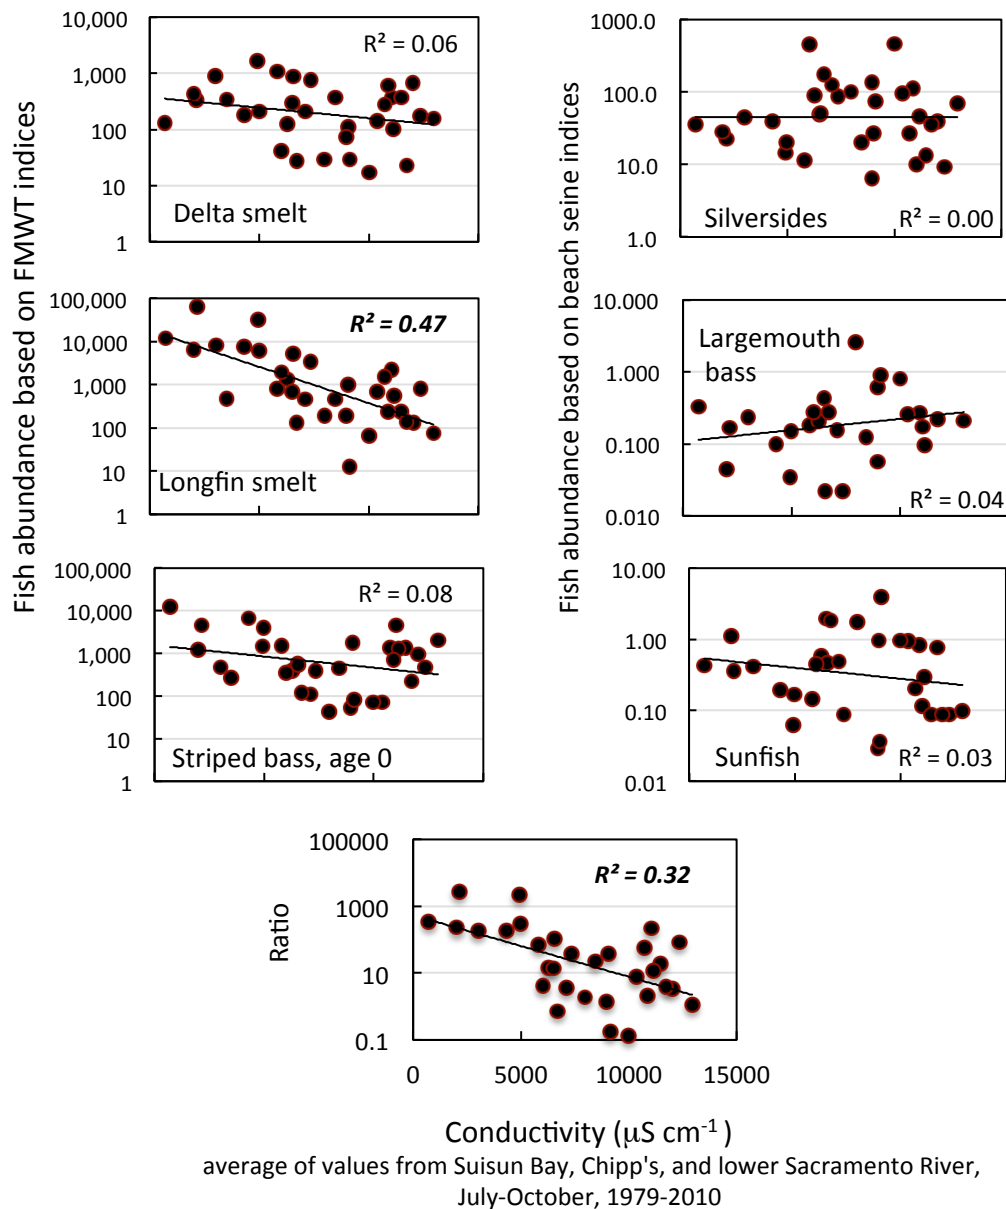 Fish abundance based on FMWT indices
10,000
1,000
100
10
1
R² = 0.06
Delta smelt
100,000
10,000
1,000
100
10
1
R² = 0.47
Longfin smelt
100,000
10,000
1,000
100
10
1
R² = 0.08
Striped bass, age 0
Fish abundance based on beach seine indices
1000.0
100.0
10.0
1.0
Silversides
R² = 0.00
10.000
1.000
0.100
0.010
Largemouth
bass
R² = 0.04
10.00
1.00
0.10
0.01
Sunfish
R² = 0.03
Ratio
100000
1000
10
0.1
R² = 0.32
0 5000 10000 15000
Conductivity (μS cm⁻¹ )
average of values from Suisun Bay, Chipp's, and lower Sacramento River,
July-October, 1979-2010